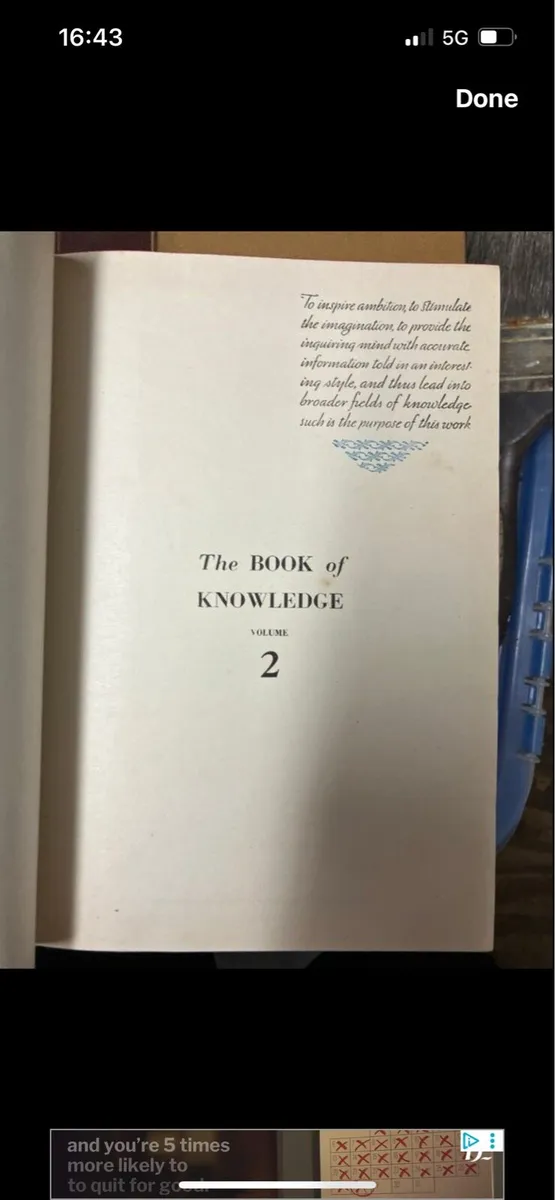 16:43
5G
Done
To inspire ambition, to stimulate
the imagination, to provide the
inquiring mind with accurate
information told in an interest-
ing style, and thus lead into
broader fields of knowledge
such is the purpose of this work
The BOOK of
KNOWLEDGE
VOLUME
2
and you're 5 times
more likely to
to quit for good.